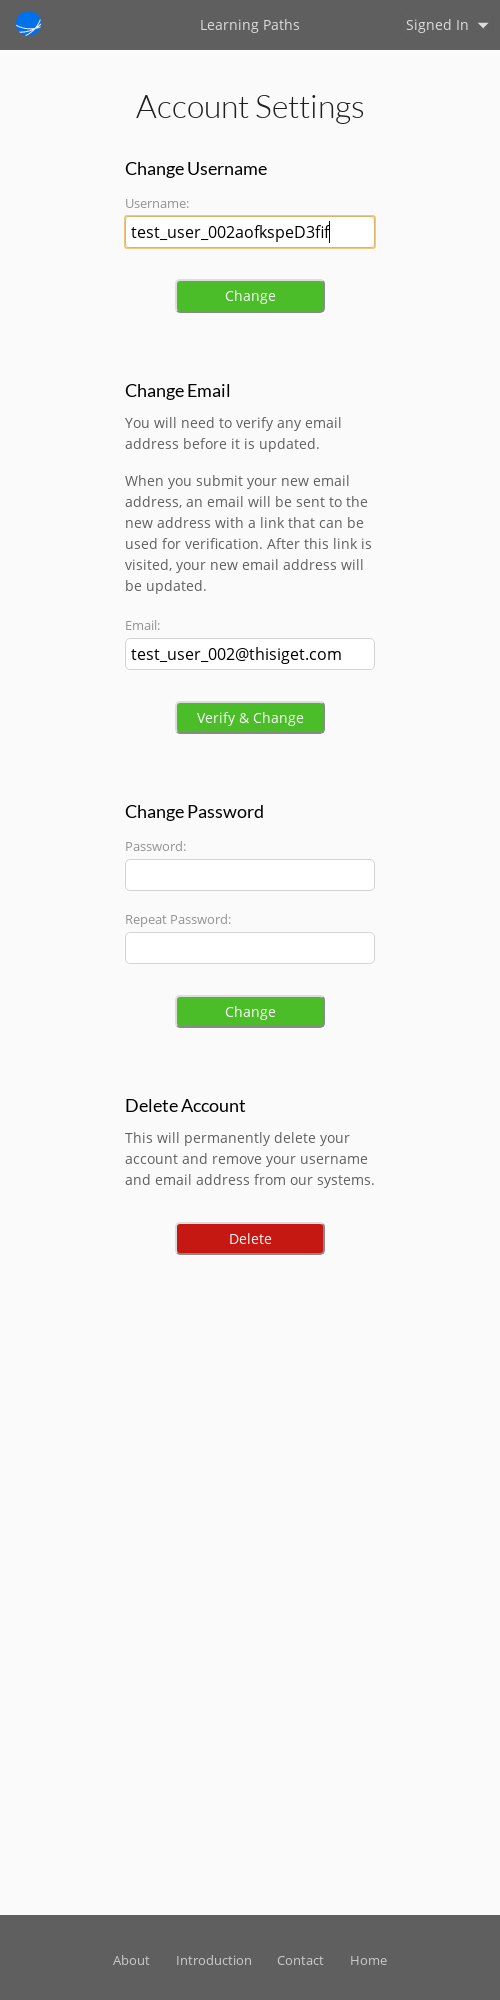 Learning Paths
Signed In
Account Settings
Change Username
Username:
test_user_002aofkspeD3fif
Change
Change Email
You will need to verify any email
address before it is updated.
When you submit your new email
address, an email will be sent to the
new address with a link that can be
used for verification. After this link is
visited, your new email address will
be updated.
Email:
test_user_002@thisiget.com
Verify & Change
Change Password
Password:
Repeat Password:
Change
Delete Account
This will permanently delete your
account and remove your username
and email address from our systems.
Delete
About Introduction Contact Home